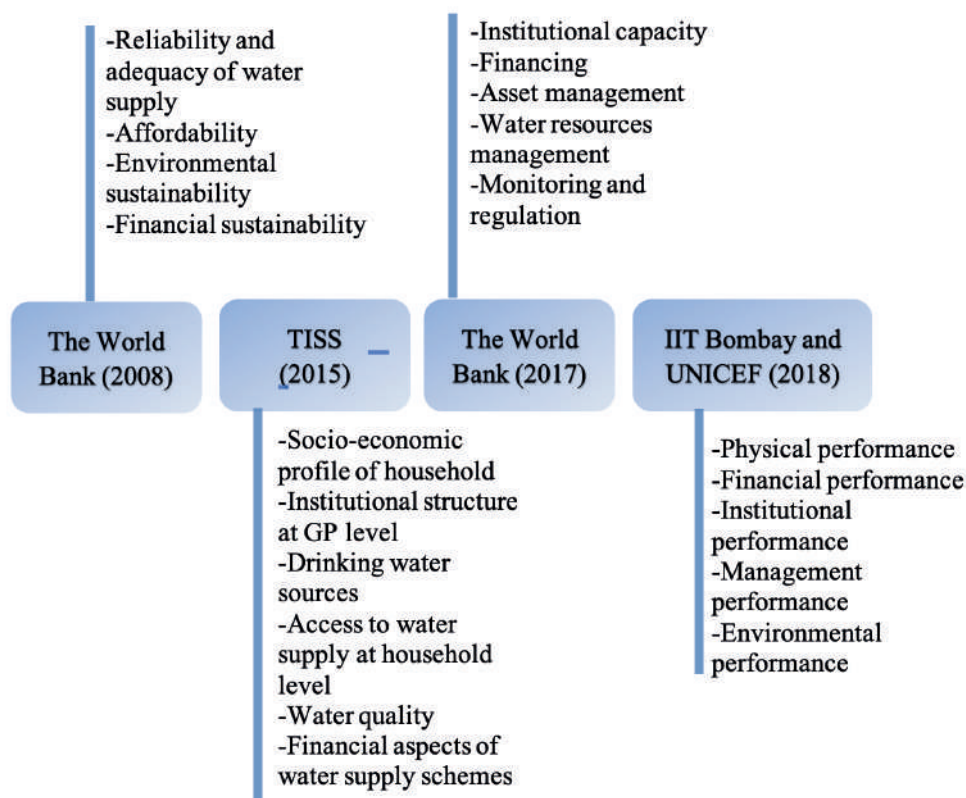 -Reliability and
adequacy of water
supply
-Affordability
-Environmental
sustainability
-Financial sustainability
-Institutional capacity
-Financing
-Asset management
-Water resources
management
-Monitoring and
regulation
The World
Bank (2008)
TISS
(2015)
The World
Bank (2017)
IIT Bombay and
UNICEF (2018)
-Socio-economic
profile of household
-Institutional structure
at GP level
-Drinking water
sources
-Access to water
supply at household
level
-Water quality
-Financial aspects of
water supply schemes
-Physical performance
-Financial performance
-Institutional
performance
-Management
performance
-Environmental
performance